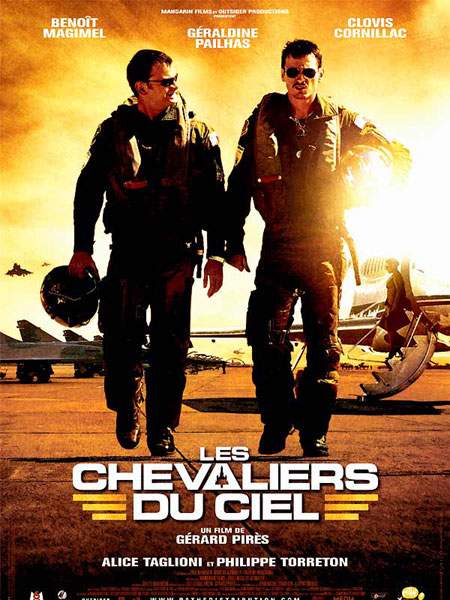 MANDARIN FILMS ET OUTSIDER PRODUCTIONS
PRÉSENTENT
BENOÎT
MAGIMEL
GÉRALDINE
PAILHAS
CLOVIS
CORNILLAC
LES
CHEVALIERS
DU CIEL
UN FILM DE
GÉRARD PIRÈS
ALICE TAGLIONI ET PHILIPPE TORRETON